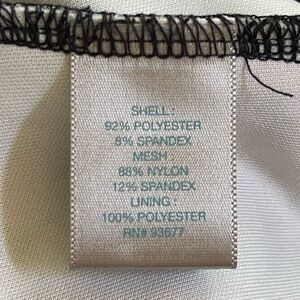 SHELL :
92% POLYESTER
8% SPANDEX
MESH :
88% NYLON
12% SPANDEX
LINING :
100% POLYESTER
RN# 93677